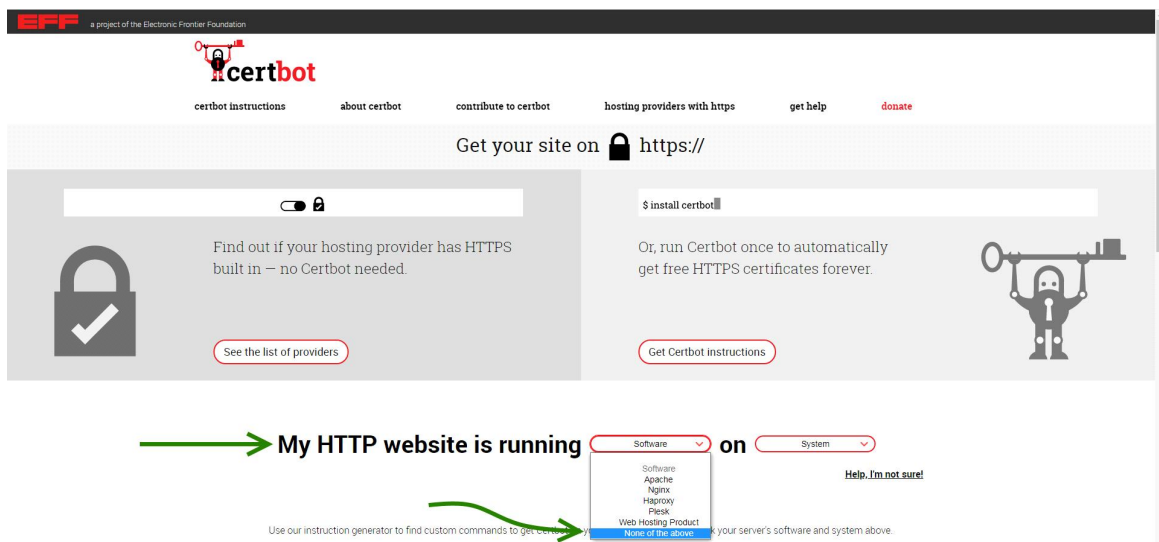 EFF a project of the Electronic Frontier Foundation
certbot
certbot instructions about certbot contribute to certbot hosting providers with https get help donate
Get your site on https://
$ install certbot
Find out if your hosting provider has HTTPS
built in — no Certbot needed.
See the list of providers
Or, run Certbot once to automatically
get free HTTPS certificates forever.
Get Certbot instructions
My HTTP website is running Software on System
Software
Apache
Nginx
Haproxy
Plesk
Web Hosting Product
None of the above
Help, I'm not sure!
Use our instruction generator to find custom commands to get Certbot k your server's software and system above.